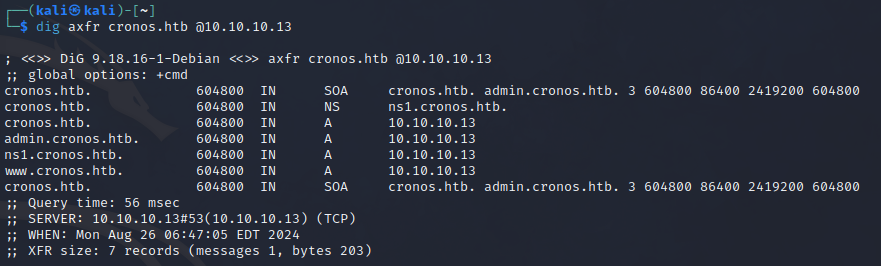 ┌──(kali㉿kali)-[~]
└─$ dig axfr cronos.htb @10.10.10.13

; <<>> DiG 9.18.16-1-Debian <<>> axfr cronos.htb @10.10.10.13
;; global options: +cmd
cronos.htb. 604800 IN SOA cronos.htb. admin.cronos.htb. 3 604800 86400 2419200 604800
cronos.htb. 604800 IN NS ns1.cronos.htb.
cronos.htb. 604800 IN A 10.10.10.13
admin.cronos.htb. 604800 IN A 10.10.10.13
ns1.cronos.htb. 604800 IN A 10.10.10.13
www.cronos.htb. 604800 IN A 10.10.10.13
cronos.htb. 604800 IN SOA cronos.htb. admin.cronos.htb. 3 604800 86400 2419200 604800
;; Query time: 56 msec
;; SERVER: 10.10.10.13#53(10.10.10.13) (TCP)
;; WHEN: Mon Aug 26 06:47:05 EDT 2024
;; XFR size: 7 records (messages 1, bytes 203)